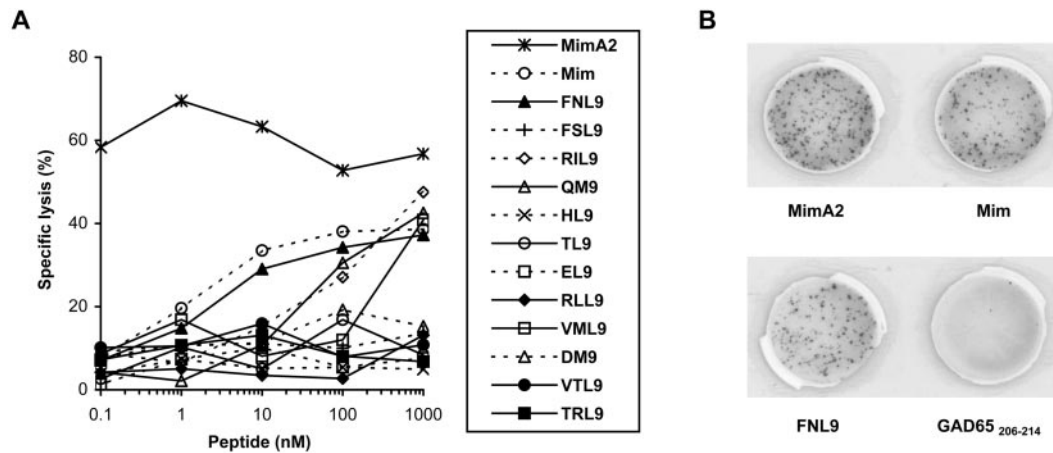 A
B
Specific lysis (%)
80
60
40
20
0
0.1 1 10 100 1000
Peptide (nM)
MimA2
Mim
FNL9
FSL9
RIL9
QM9
HL9
TL9
EL9
RLL9
VML9
DM9
VTL9
TRL9
MimA2 Mim
FNL9 GAD65 206-214